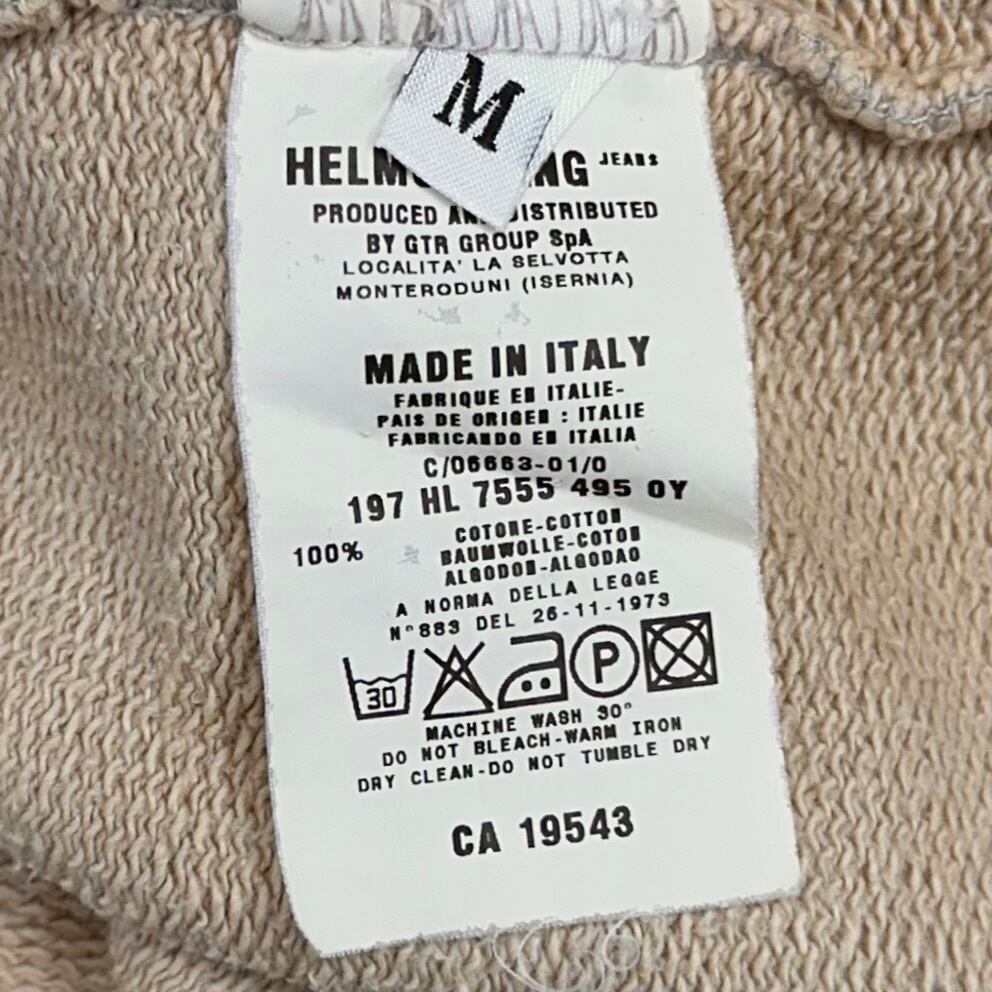 M
HELM NG JEANS
PRODUCED AN DISTRIBUTED
BY GTR GROUP SpA
LOCALITA' LA SELVOTTA
MONTERODUNI (ISERNIA)
MADE IN ITALY
FABRIQUE EN ITALIE-
PAIS DE ORIGEN : ITALIE
FABRICANDO EN ITALIA
C/06663-01/0
197 HL 7555 495 0Y
100% COTONE-COTTON
BAUMWOLLE-COTON
ALGODON-ALGODAO
A NORMA DELLA LEGGE
N°883 DEL 26-11-1973
30 P
MACHINE WASH 30°
DO NOT BLEACH-WARM IRON
DRY CLEAN-DO NOT TUMBLE DRY
CA 19543